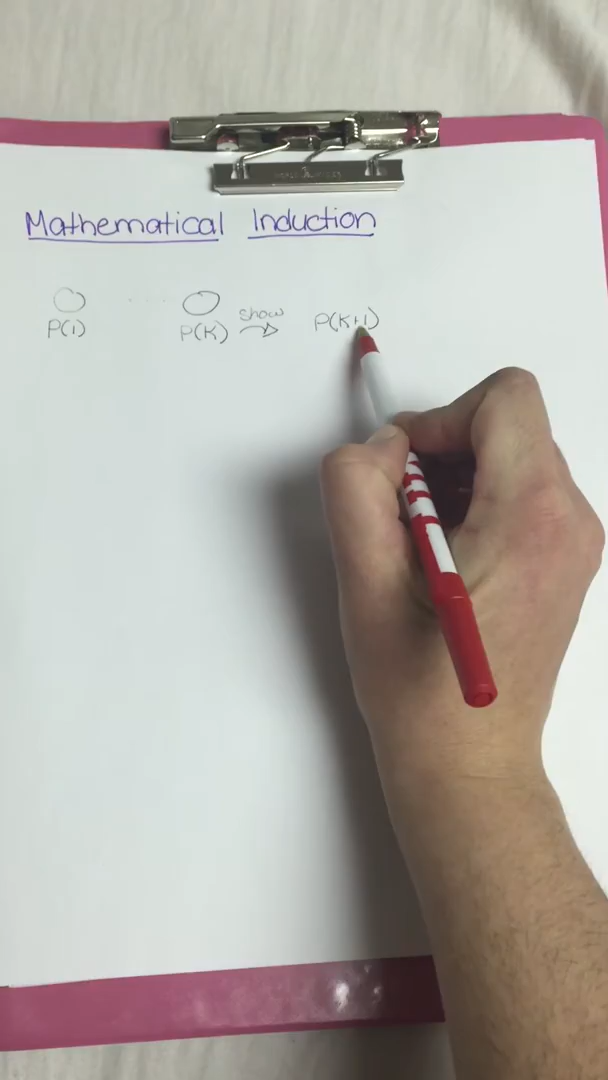 Mathematical Induction
show
P(1) ..... P(K) P(K+1)